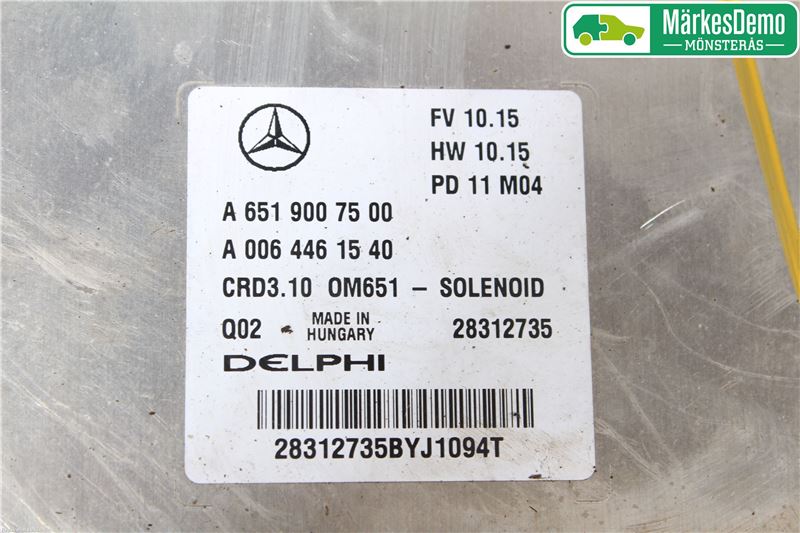 MärkesDemo
MÖNSTERÅS
FV 10.15
HW 10.15
PD 11 M04
A 651 900 75 00
A 006 446 15 40
CRD3.10 OM651 – SOLENOID
Q02 MADE IN HUNGARY 28312735
DELPHI
28312735BYJ1094T